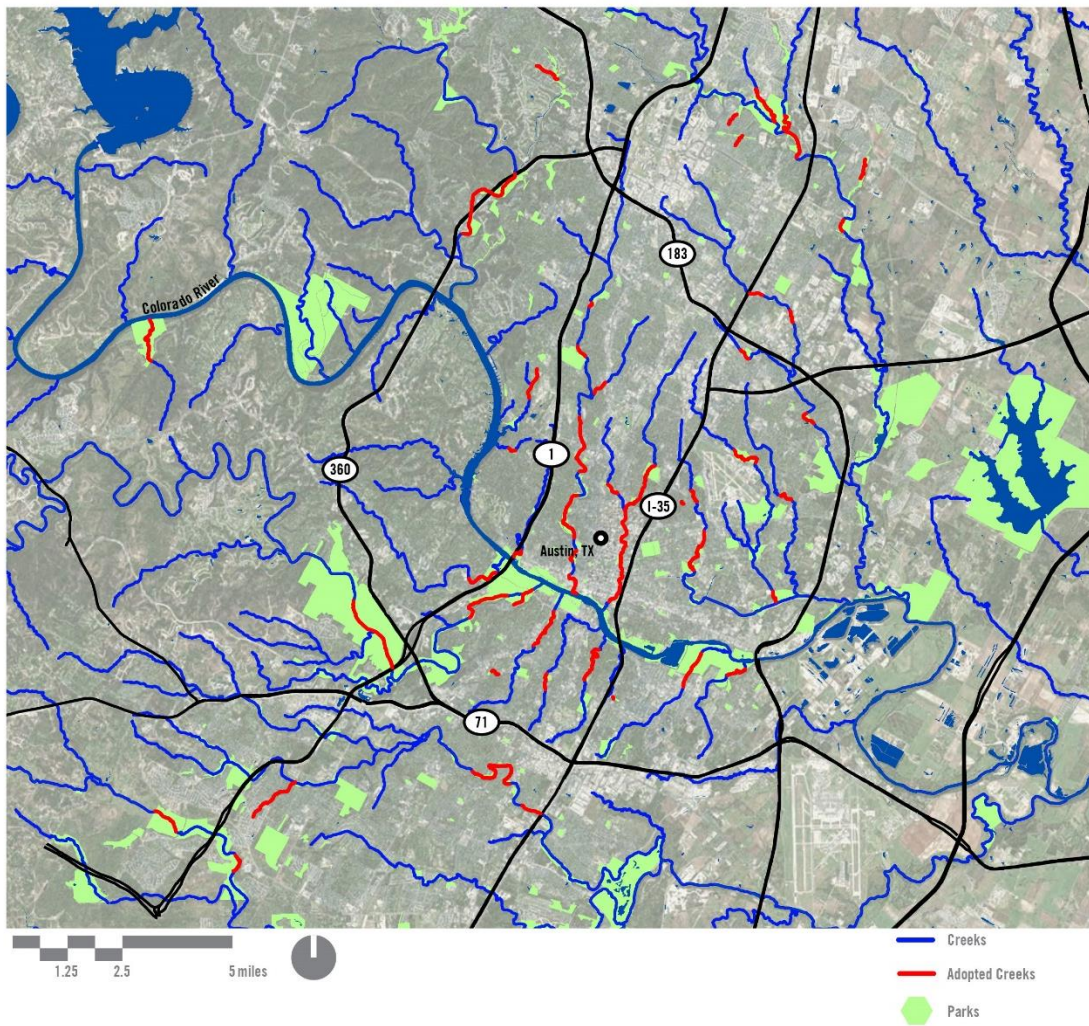 183
Colorado River
1
360
I-35
Austin, TX
71
1.25 2.5 5 miles
Creeks
Adopted Creeks
Parks